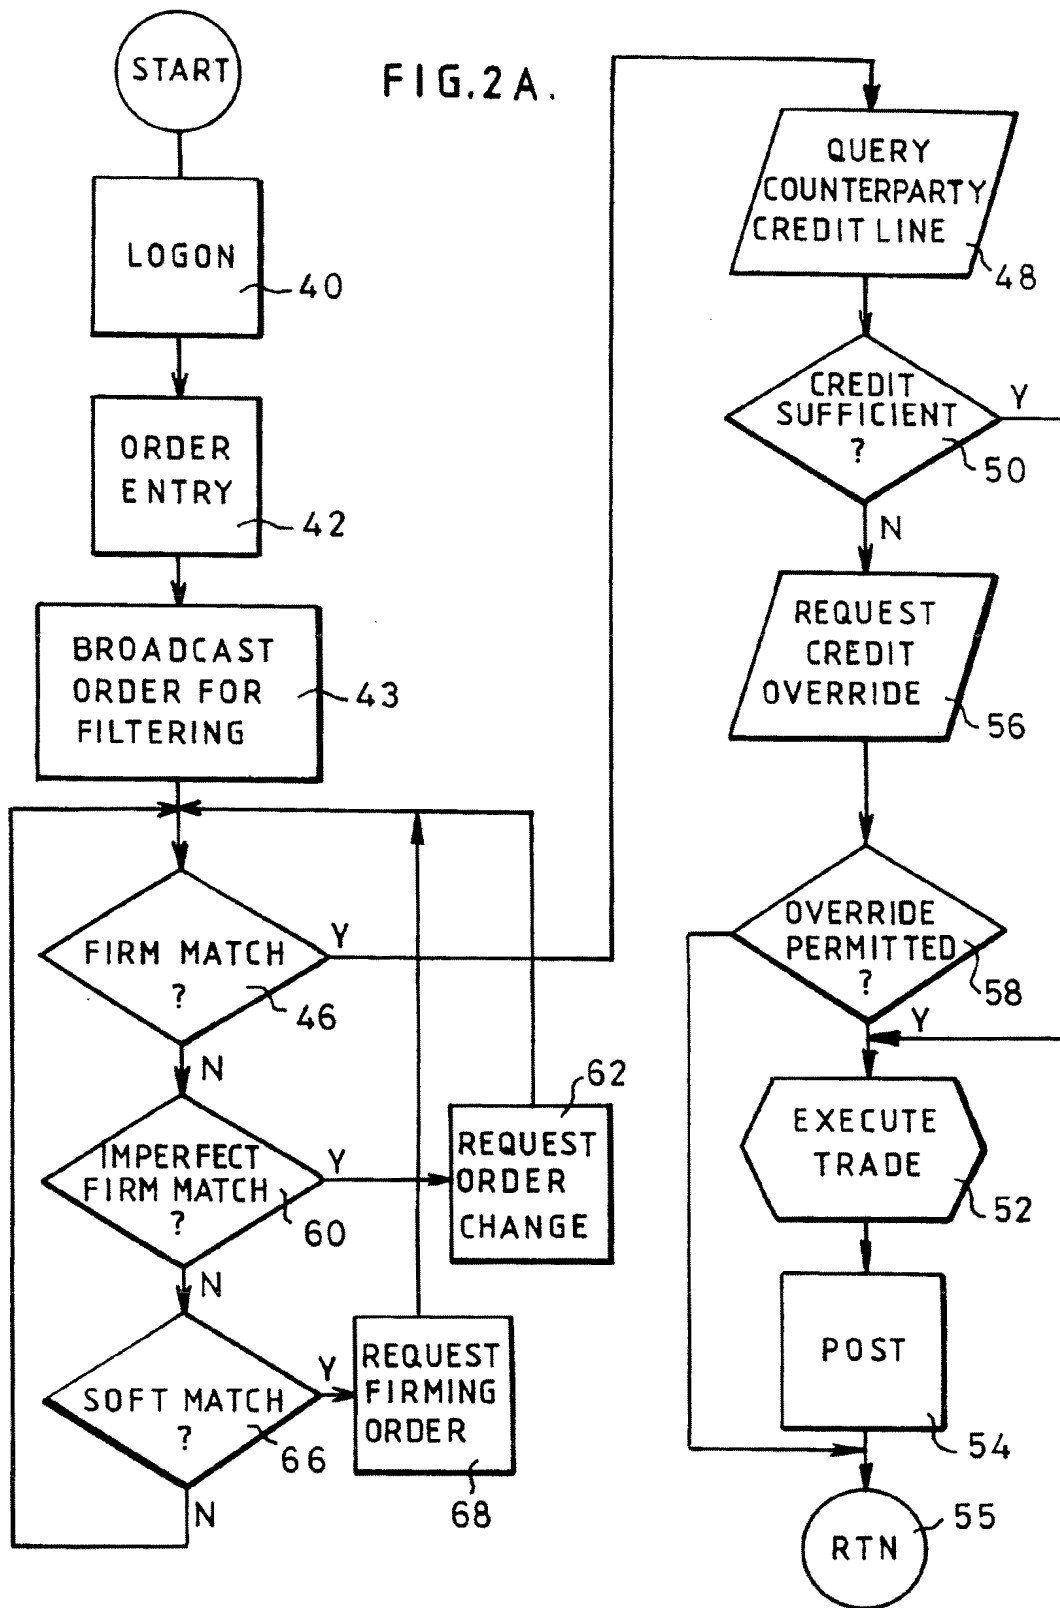 START
FIG.2A.
LOGON
40
ORDER
ENTRY
42
BROADCAST
ORDER FOR
FILTERING
43
FIRM MATCH
?
46
Y
N
IMPERFECT
FIRM MATCH
?
60
Y
N
62
REQUEST
ORDER
CHANGE
SOFT MATCH
?
66
Y
N
REQUEST
FIRMING
ORDER
68
QUERY
COUNTERPARTY
CREDIT LINE
48
CREDIT
SUFFICIENT
?
50
Y
N
REQUEST
CREDIT
OVERRIDE
56
OVERRIDE
PERMITTED
?
58
Y
EXECUTE
TRADE
52
POST
54
RTN
55